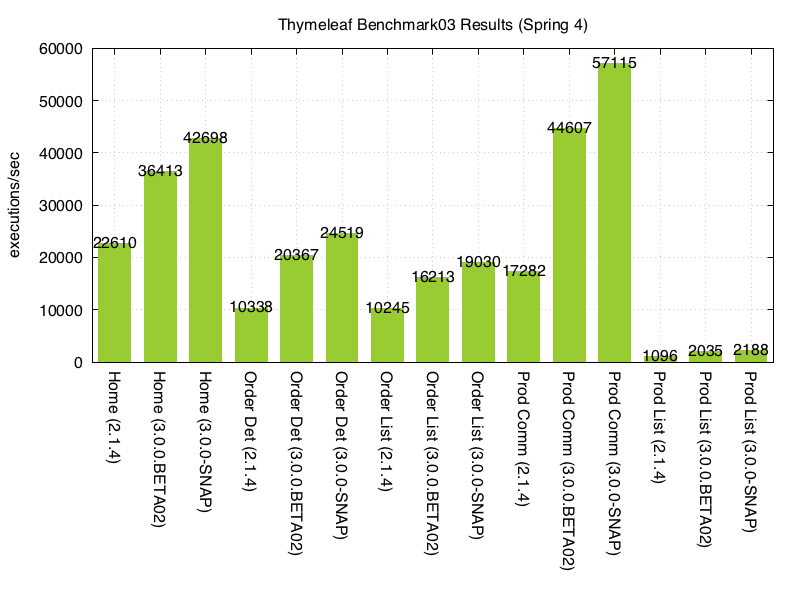 Thymeleaf Benchmark03 Results (Spring 4)
executions/sec
60000
50000
40000
30000
20000
10000
0
22610
36413
42698
10338
20367
24519
10245
16213
19030
17282
44607
57115
1096
2035
2188
Home (2.1.4)
Home (3.0.0.BETA02)
Home (3.0.0-SNAP)
Order Det (2.1.4)
Order Det (3.0.0.BETA02)
Order Det (3.0.0-SNAP)
Order List (2.1.4)
Order List (3.0.0.BETA02)
Order List (3.0.0-SNAP)
Prod Comm (2.1.4)
Prod Comm (3.0.0.BETA02)
Prod Comm (3.0.0-SNAP)
Prod List (2.1.4)
Prod List (3.0.0.BETA02)
Prod List (3.0.0-SNAP)